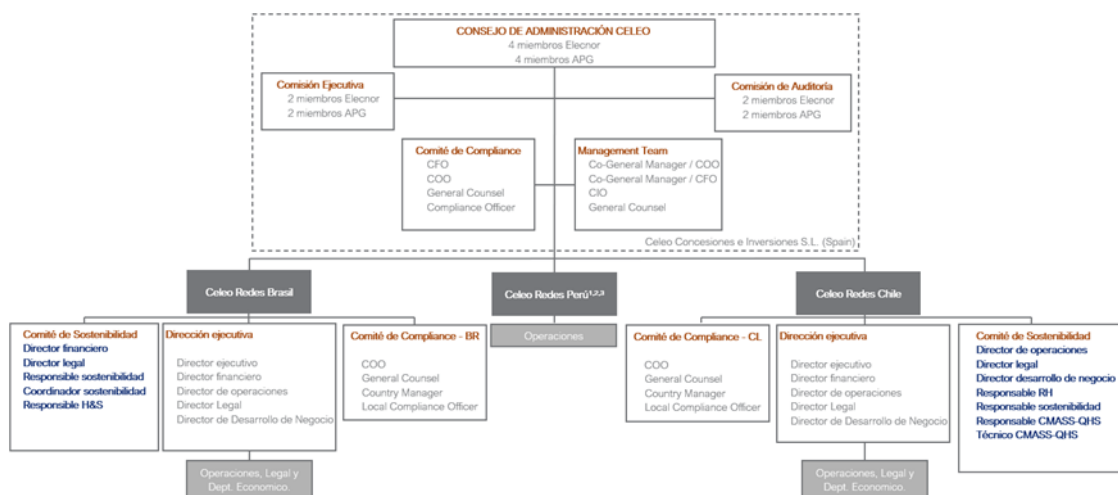 CONSEJO DE ADMINISTRACIÓN CELEO
4 miembros Elecnor
4 miembros APG
Comisión Ejecutiva
2 miembros Elecnor
2 miembros APG
Comisión de Auditoría
2 miembros Elecnor
2 miembros APG
Comité de Compliance
CFO
COO
General Counsel
Compliance Officer
Management Team
Co-General Manager / COO
Co-General Manager / CFO
CIO
General Counsel
Celeo Concesiones e Inversiones S.L. (Spain)
Celeo Redes Brasil
Celeo Redes Perú1,2,3
Celeo Redes Chile
Comité de Sostenibilidad
Director financiero
Director legal
Responsible sostenibilidad
Coordinador sostenibilidad
Responsible H&S
Dirección ejecutiva
Director ejecutivo
Director financiero
Director de operaciones
Director Legal
Director de Desarrollo de Negocio
Comité de Compliance - BR
COO
General Counsel
Country Manager
Local Compliance Officer
Operaciones
Comité de Compliance - CL
COO
General Counsel
Country Manager
Local Compliance Officer
Dirección ejecutiva
Director ejecutivo
Director financiero
Director de operaciones
Director Legal
Director de Desarrollo de Negocio
Comité de Sostenibilidad
Director de operaciones
Director legal
Director desarrollo de negocio
Responsable RH
Responsable sostenibilidad
Responsable CMASS-QHS
Técnico CMASS-QHS
Operaciones, Legal y
Dept. Economico.
Operaciones, Legal y
Dept. Economico.